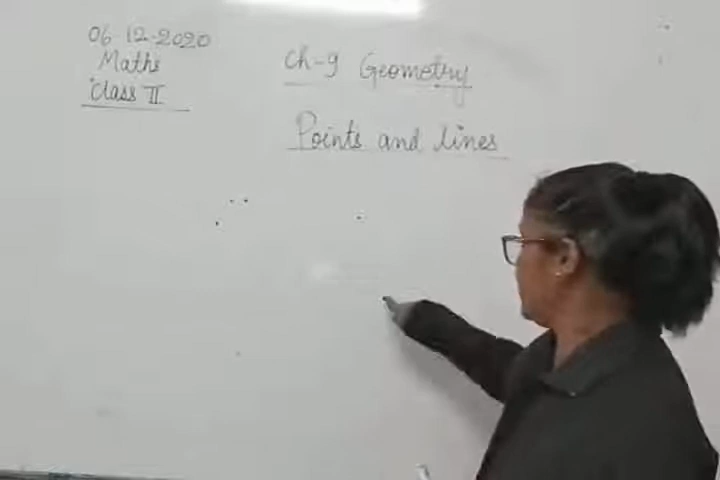 06-12-2020
Maths
Class II
Ch-9 Geometry
Points and lines